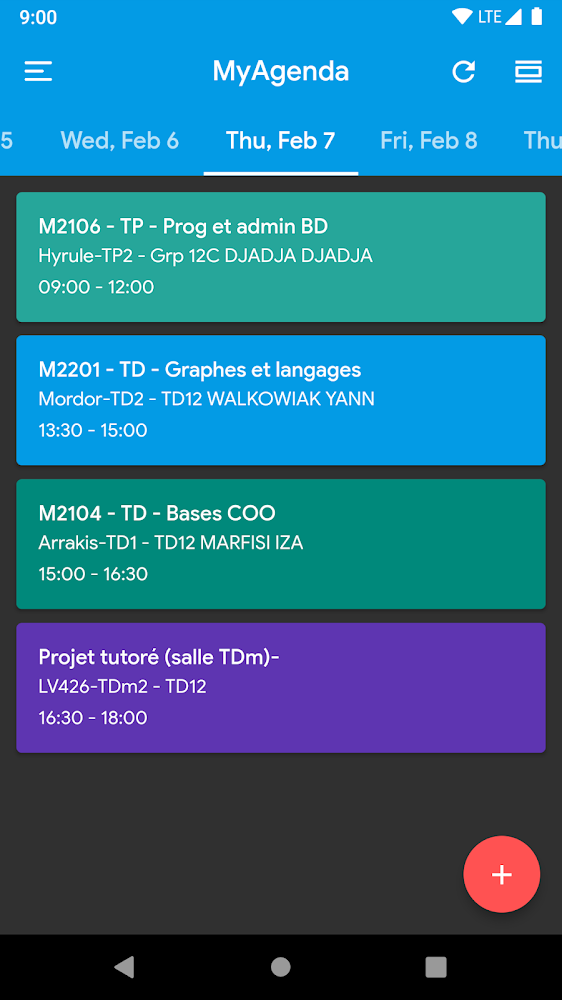 9:00 LTE
MyAgenda
5 Wed, Feb 6 Thu, Feb 7 Fri, Feb 8 Thu
M2106 - TP - Prog et admin BD
Hyrule-TP2 - Grp 12C DJADJA DJADJA
09:00 - 12:00
M2201 - TD - Graphes et langages
Mordor-TD2 - TD12 WALKOWIAK YANN
13:30 - 15:00
M2104 - TD - Bases COO
Arrakis-TD1 - TD12 MARFISI IZA
15:00 - 16:30
Projet tutoré (salle TDm)-
LV426-TDm2 - TD12
16:30 - 18:00